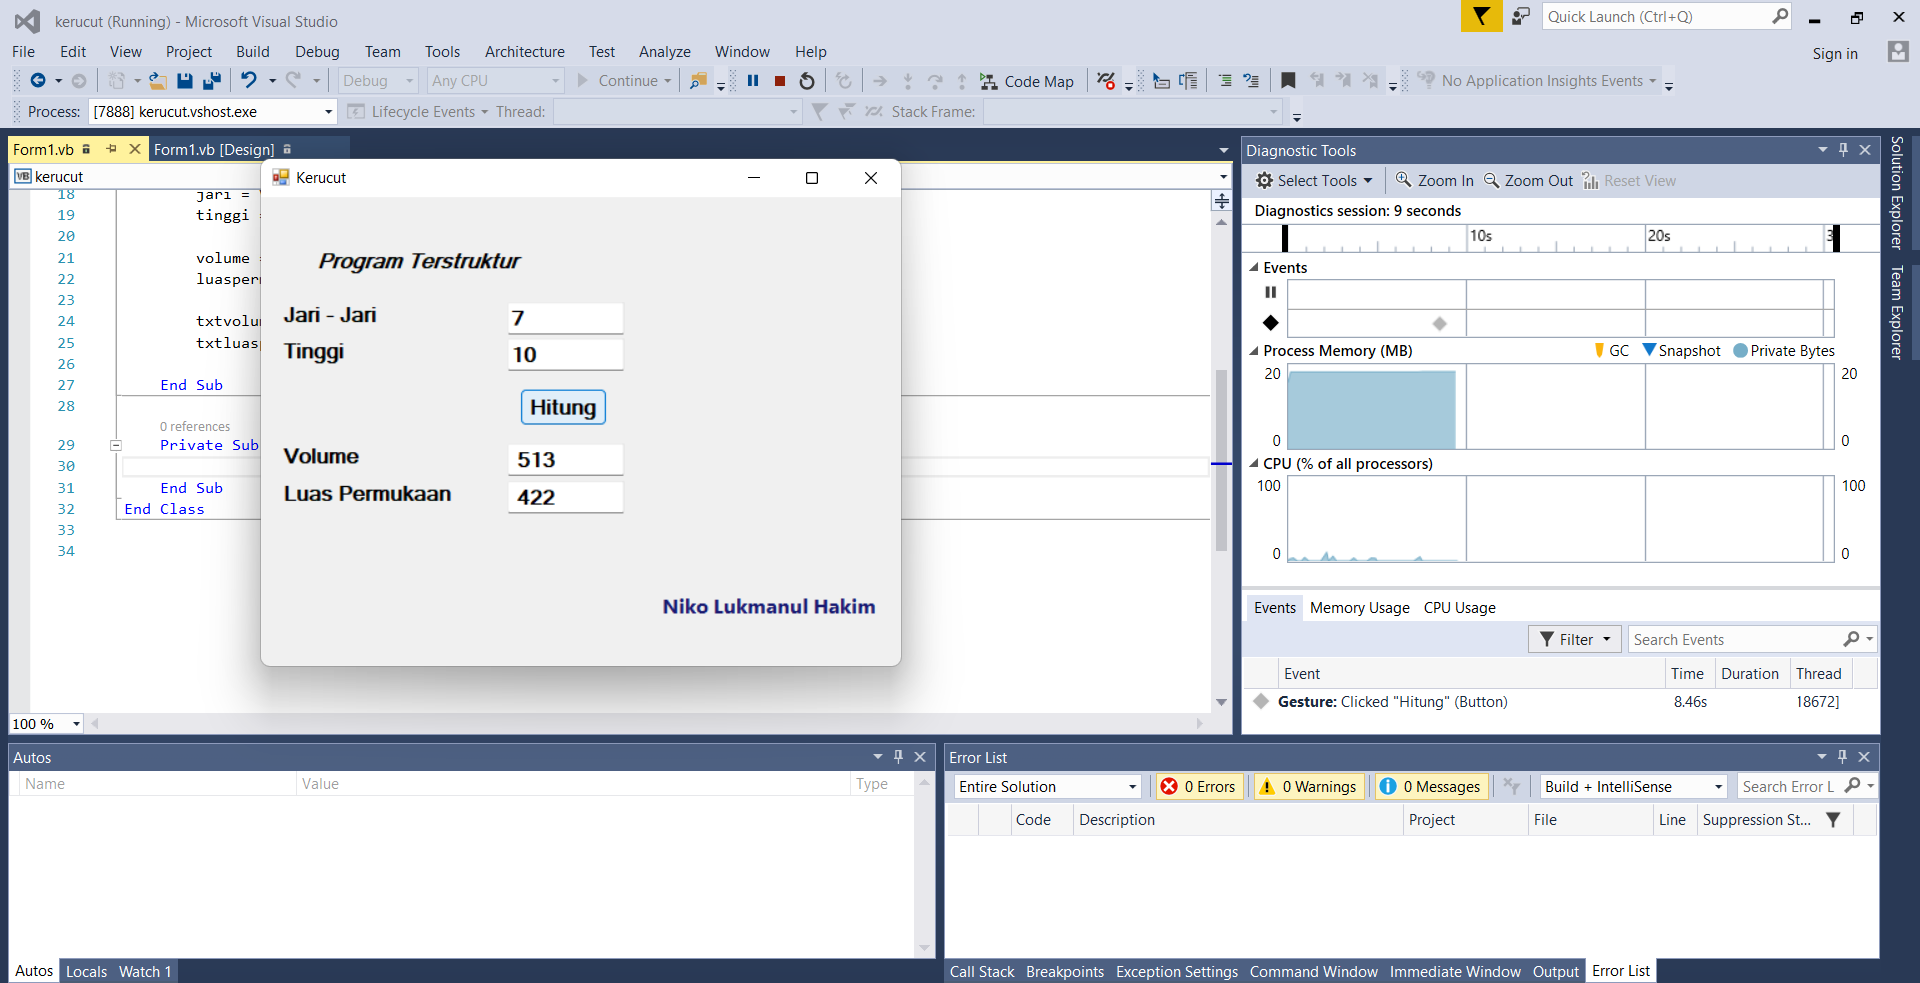 kerucut (Running) - Microsoft Visual Studio
Quick Launch (Ctrl+Q)
File Edit View Project Build Debug Team Tools Architecture Test Analyze Window Help
Sign in
Debug Any CPU Continue Code Map No Application Insights Events
Process: [7888] kerucut.vshost.exe Lifecycle Events Thread: Stack Frame:
Form1.vb Form1.vb [Design]
VB kerucut
18 jari =
19 tinggi =
20
21 volume =
22 luasperm
23
24 txtvolum
25 txtluasp
26
27 End Sub
28
0 references
29 Private Sub
30
31 End Sub
32 End Class
33
34
100 %
Kerucut
Program Terstruktur
Jari - Jari 7
Tinggi 10
Hitung
Volume 513
Luas Permukaan 422
Niko Lukmanul Hakim
Diagnostic Tools
Select Tools Zoom In Zoom Out Reset View
Diagnostics session: 9 seconds
10s 20s 3
Events
Process Memory (MB) GC Snapshot Private Bytes
20 20
0 0
CPU (% of all processors)
100 100
0 0
Events Memory Usage CPU Usage
Filter Search Events
Event Time Duration Thread
Gesture: Clicked "Hitung" (Button) 8.46s 18672]
Solution Explorer
Team Explorer
Autos
Name Value Type
Autos Locals Watch 1
Error List
Entire Solution 0 Errors 0 Warnings 0 Messages Build + IntelliSense Search Error L
Code Description Project File Line Suppression St...
Call Stack Breakpoints Exception Settings Command Window Immediate Window Output Error List